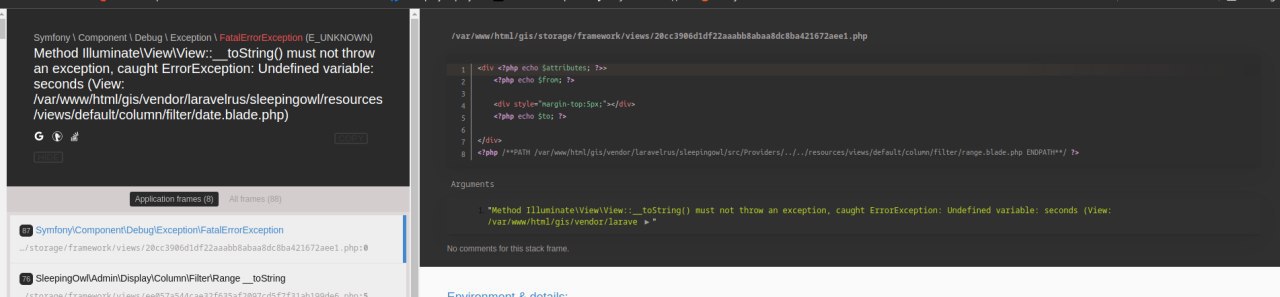 Symfony \ Component \ Debug \ Exception \ FatalErrorException (E_UNKNOWN)
Method Illuminate\View\View::__toString() must not throw
an exception, caught ErrorException: Undefined variable:
seconds (View:
/var/www/html/gis/vendor/laravelrus/sleepingowl/resources
/views/default/column/filter/date.blade.php)
COPY
HIDE
Application frames (8)
All frames (88)
87 Symfony\Component\Debug\Exception\FatalErrorException
…/storage/framework/views/20cc3906d1df22aaabb8abaa8dc8ba421672aee1.php:0
76 SleepingOwl\Admin\Display\Column\Filter\Range __toString
/var/www/html/gis/storage/framework/views/20cc3906d1df22aaabb8abaa8dc8ba421672aee1.php
1 <div <?php echo $attributes; ?>>
2 <?php echo $from; ?>
3
4 <div style="margin-top:5px;"></div>
5 <?php echo $to; ?>
6
7 </div>
8 <?php /**PATH /var/www/html/gis/vendor/laravelrus/sleepingowl/src/Providers/../../resources/views/default/column/filter/range.blade.php ENDPATH**/ ?>
Arguments
1 "Method Illuminate\View\View::__toString() must not throw an exception, caught ErrorException: Undefined variable: seconds (View:
/var/www/html/gis/vendor/larave ▶"
No comments for this stack frame.
Environment & details: